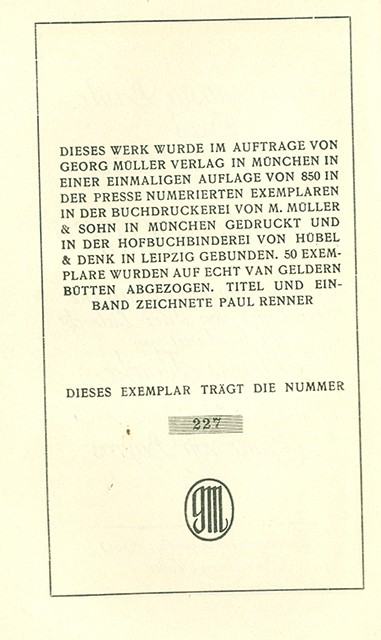 DIESES WERK WURDE IM AUFTRAGE VON
GEORG MÜLLER VERLAG IN MÜNCHEN IN
EINER EINMALIGEN AUFLAGE VON 850 IN
DER PRESSE NUMERIERTEN EXEMPLAREN
IN DER BUCHDRUCKEREI VON M. MÜLLER
& SOHN IN MÜNCHEN GEDRUCKT UND
IN DER HOFBUCHBINDEREI VON HÜBEL
& DENK IN LEIPZIG GEBUNDEN. 50 EXEM-
PLARE WURDEN AUF ECHT VAN GELDERN
BÜTTEN ABGEZOGEN. TITEL UND EIN-
BAND ZEICHNETE PAUL RENNER
DIESES EXEMPLAR TRÄGT DIE NUMMER
227
GM